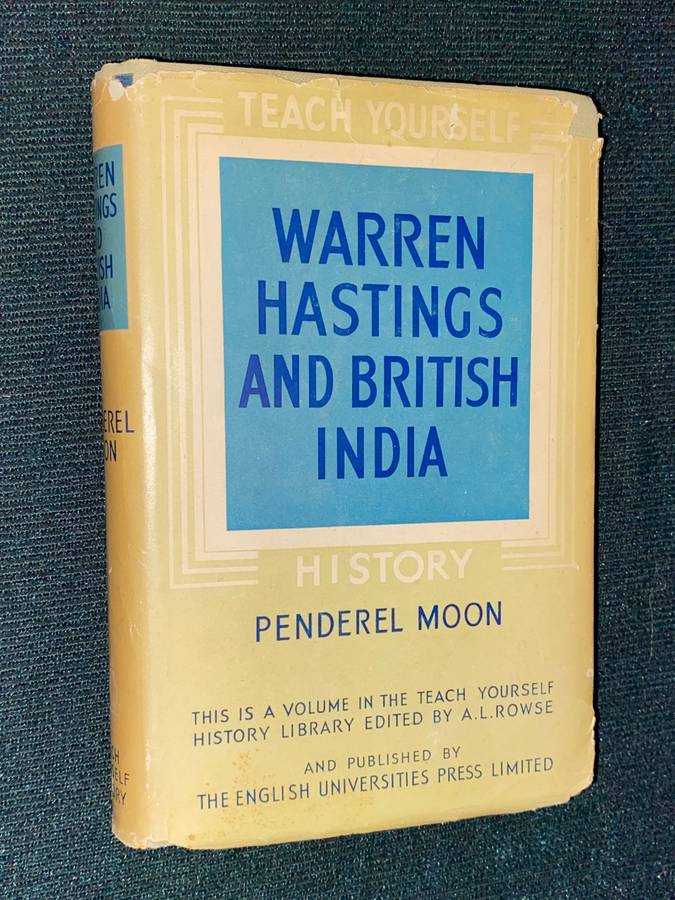 TEACH YOURSELF
WARREN
HASTINGS
AND BRITISH
INDIA
HISTORY
PENDEREL MOON
THIS IS A VOLUME IN THE TEACH YOURSELF
HISTORY LIBRARY EDITED BY A.L.ROWSE
AND PUBLISHED BY
THE ENGLISH UNIVERSITIES PRESS LIMITED